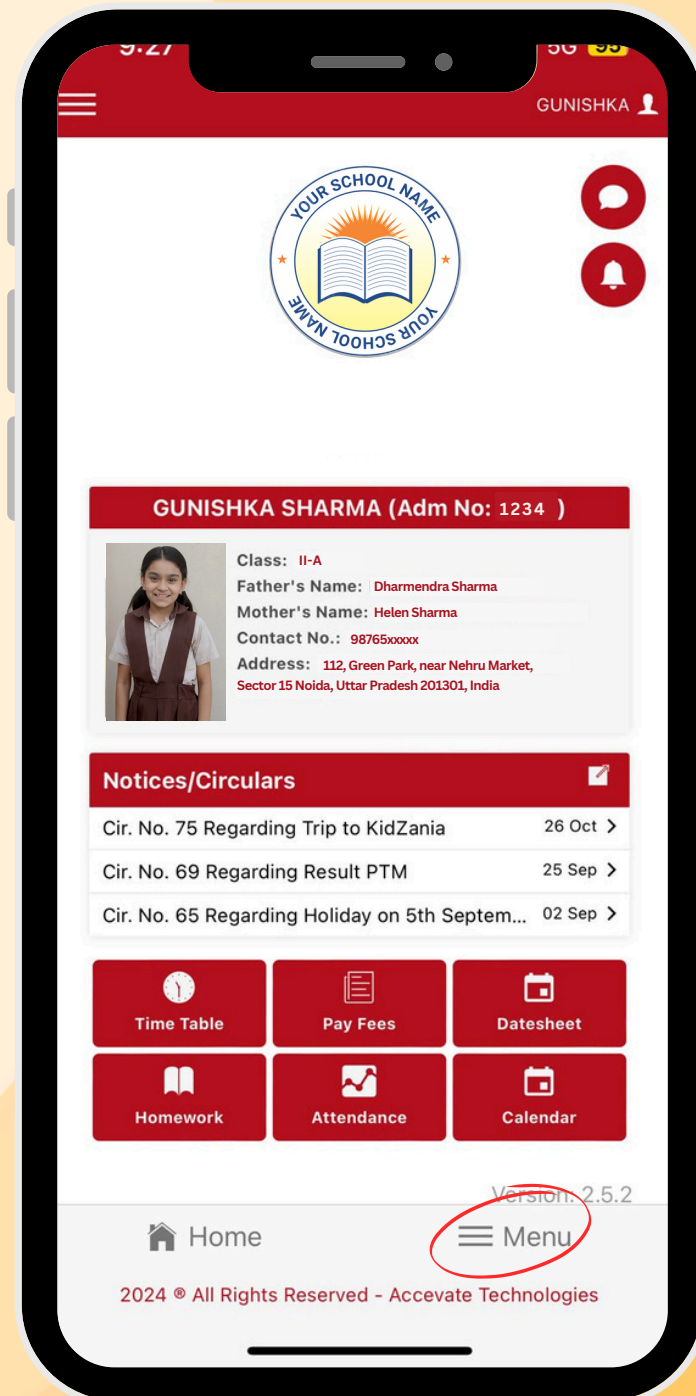 9:27
5G 95
GUNISHKA
YOUR SCHOOL NAME
YOUR SCHOOL NAME
GUNISHKA SHARMA (Adm No: 1234 )
Class: II-A
Father's Name: Dharmendra Sharma
Mother's Name: Helen Sharma
Contact No.: 98765xxxxx
Address: 112, Green Park, near Nehru Market,
Sector 15 Noida, Uttar Pradesh 201301, India
Notices/Circulars
Cir. No. 75 Regarding Trip to KidZania 26 Oct
Cir. No. 69 Regarding Result PTM 25 Sep
Cir. No. 65 Regarding Holiday on 5th Septem... 02 Sep
Time Table Pay Fees Datesheet
Homework Attendance Calendar
Version: 2.5.2
Home Menu
2024 ® All Rights Reserved - Accevate Technologies